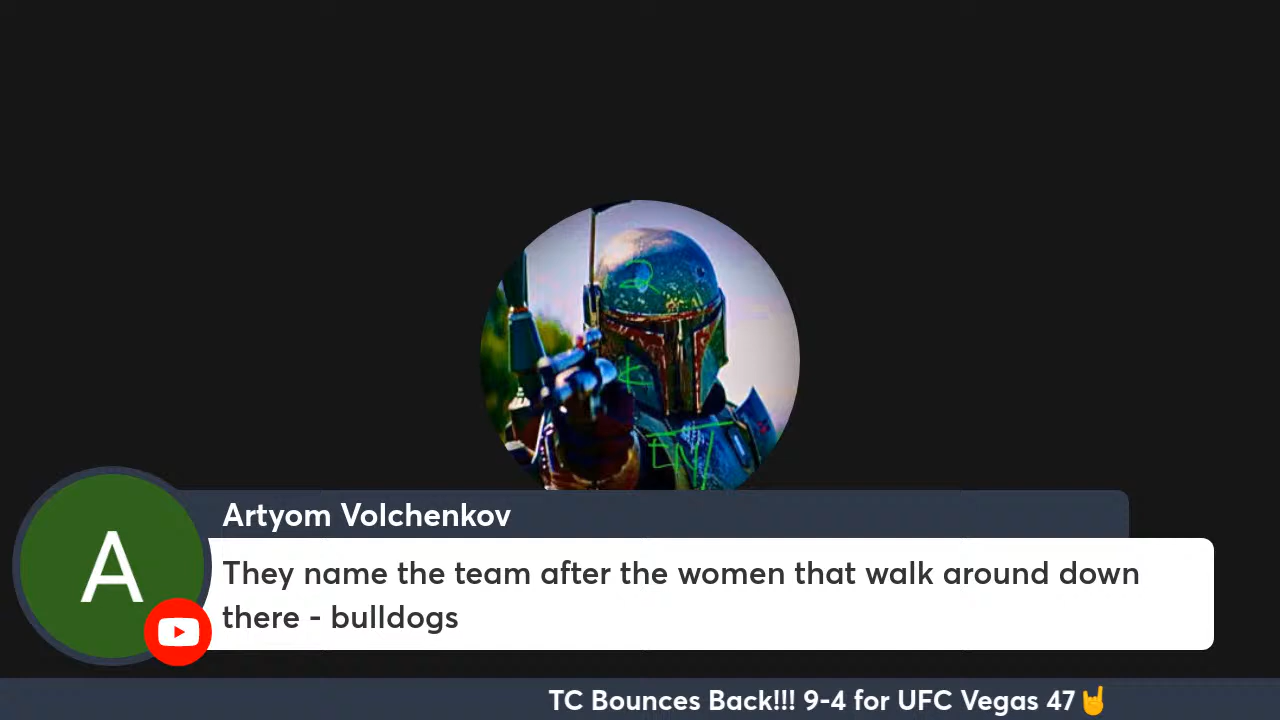 A
Artyom Volchenkov
They name the team after the women that walk around down
there - bulldogs
TC Bounces Back!!! 9-4 for UFC Vegas 47🤘